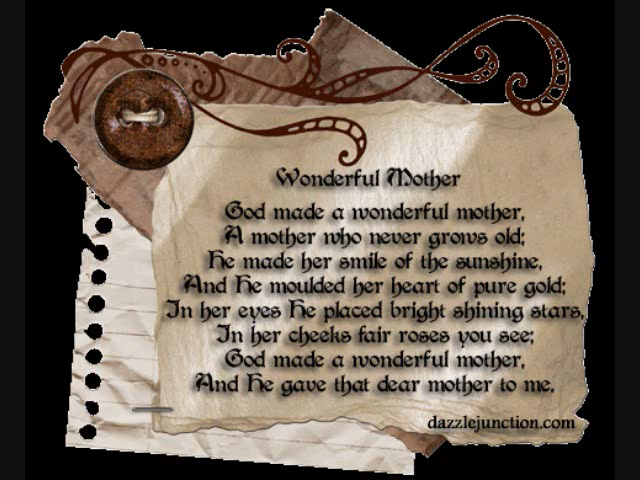 Wonderful Mother
God made a wonderful mother,
A mother who never grows old;
He made her smile of the sunshine,
And He moulded her heart of pure gold;
In her eyes He placed bright shining stars,
In her cheeks fair roses you see;
God made a wonderful mother,
And He gave that dear mother to me.
dazzlejunction.com